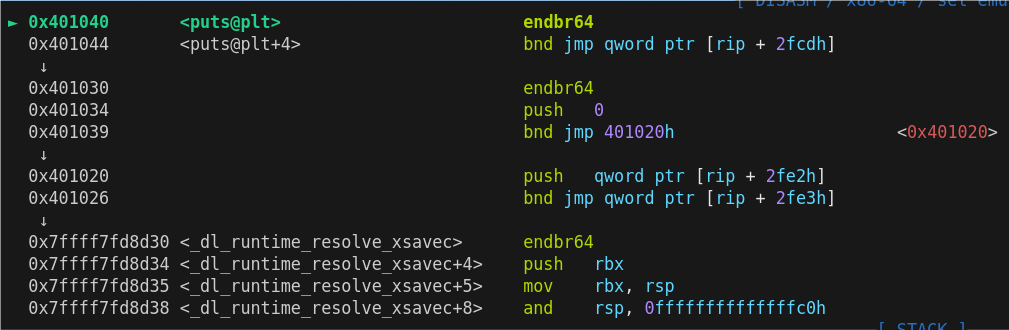 [ DISASM / x86-64 / set emu
► 0x401040 <puts@plt> endbr64
0x401044 <puts@plt+4> bnd jmp qword ptr [rip + 2fcdh]
↓
0x401030 endbr64
0x401034 push 0
0x401039 bnd jmp 401020h <0x401020>
↓
0x401020 push qword ptr [rip + 2fe2h]
0x401026 bnd jmp qword ptr [rip + 2fe3h]
↓
0x7ffff7fd8d30 <_dl_runtime_resolve_xsavec> endbr64
0x7ffff7fd8d34 <_dl_runtime_resolve_xsavec+4> push rbx
0x7ffff7fd8d35 <_dl_runtime_resolve_xsavec+5> mov rbx, rsp
0x7ffff7fd8d38 <_dl_runtime_resolve_xsavec+8> and rsp, 0ffffffffffffffc0h
[ STACK ]